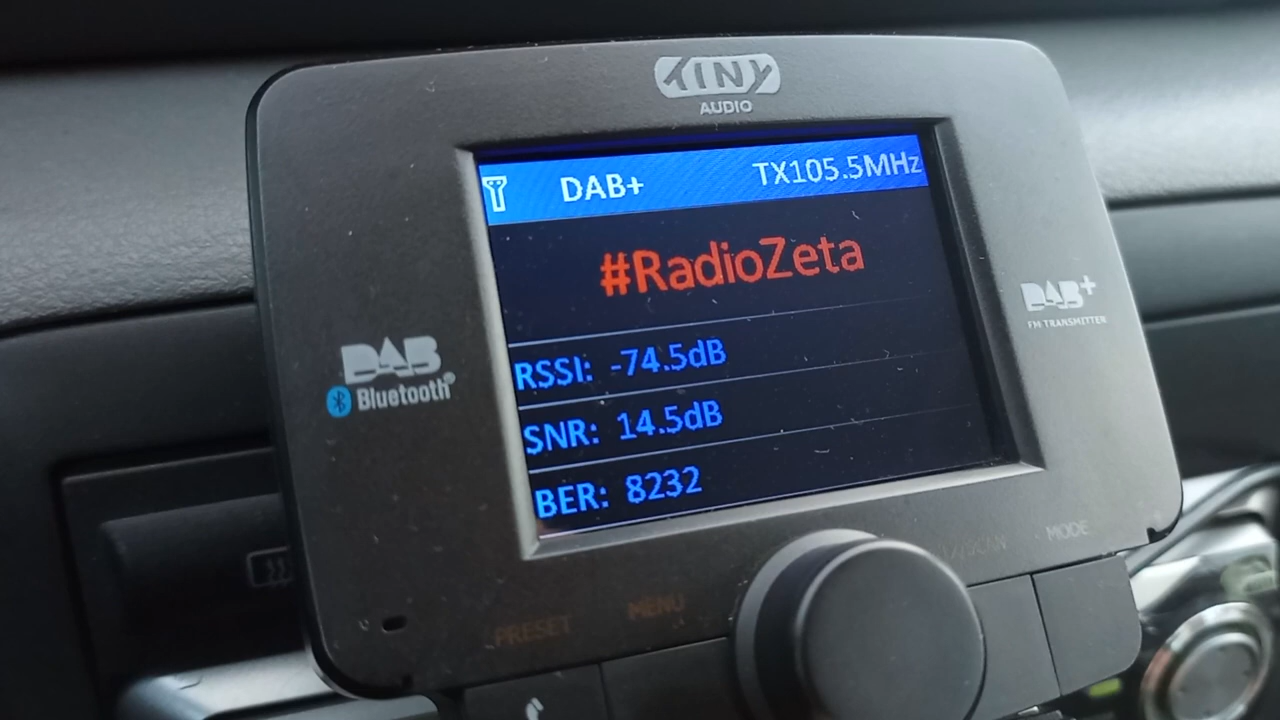 TINY
AUDIO
DAB+ TX105.5MHz
#RadioZeta
RSSI: -74.5dB
SNR: 14.5dB
BER: 8232
DAB
Bluetooth®
DAB+
FM TRANSMITTER
PRESET
MENU
MODE